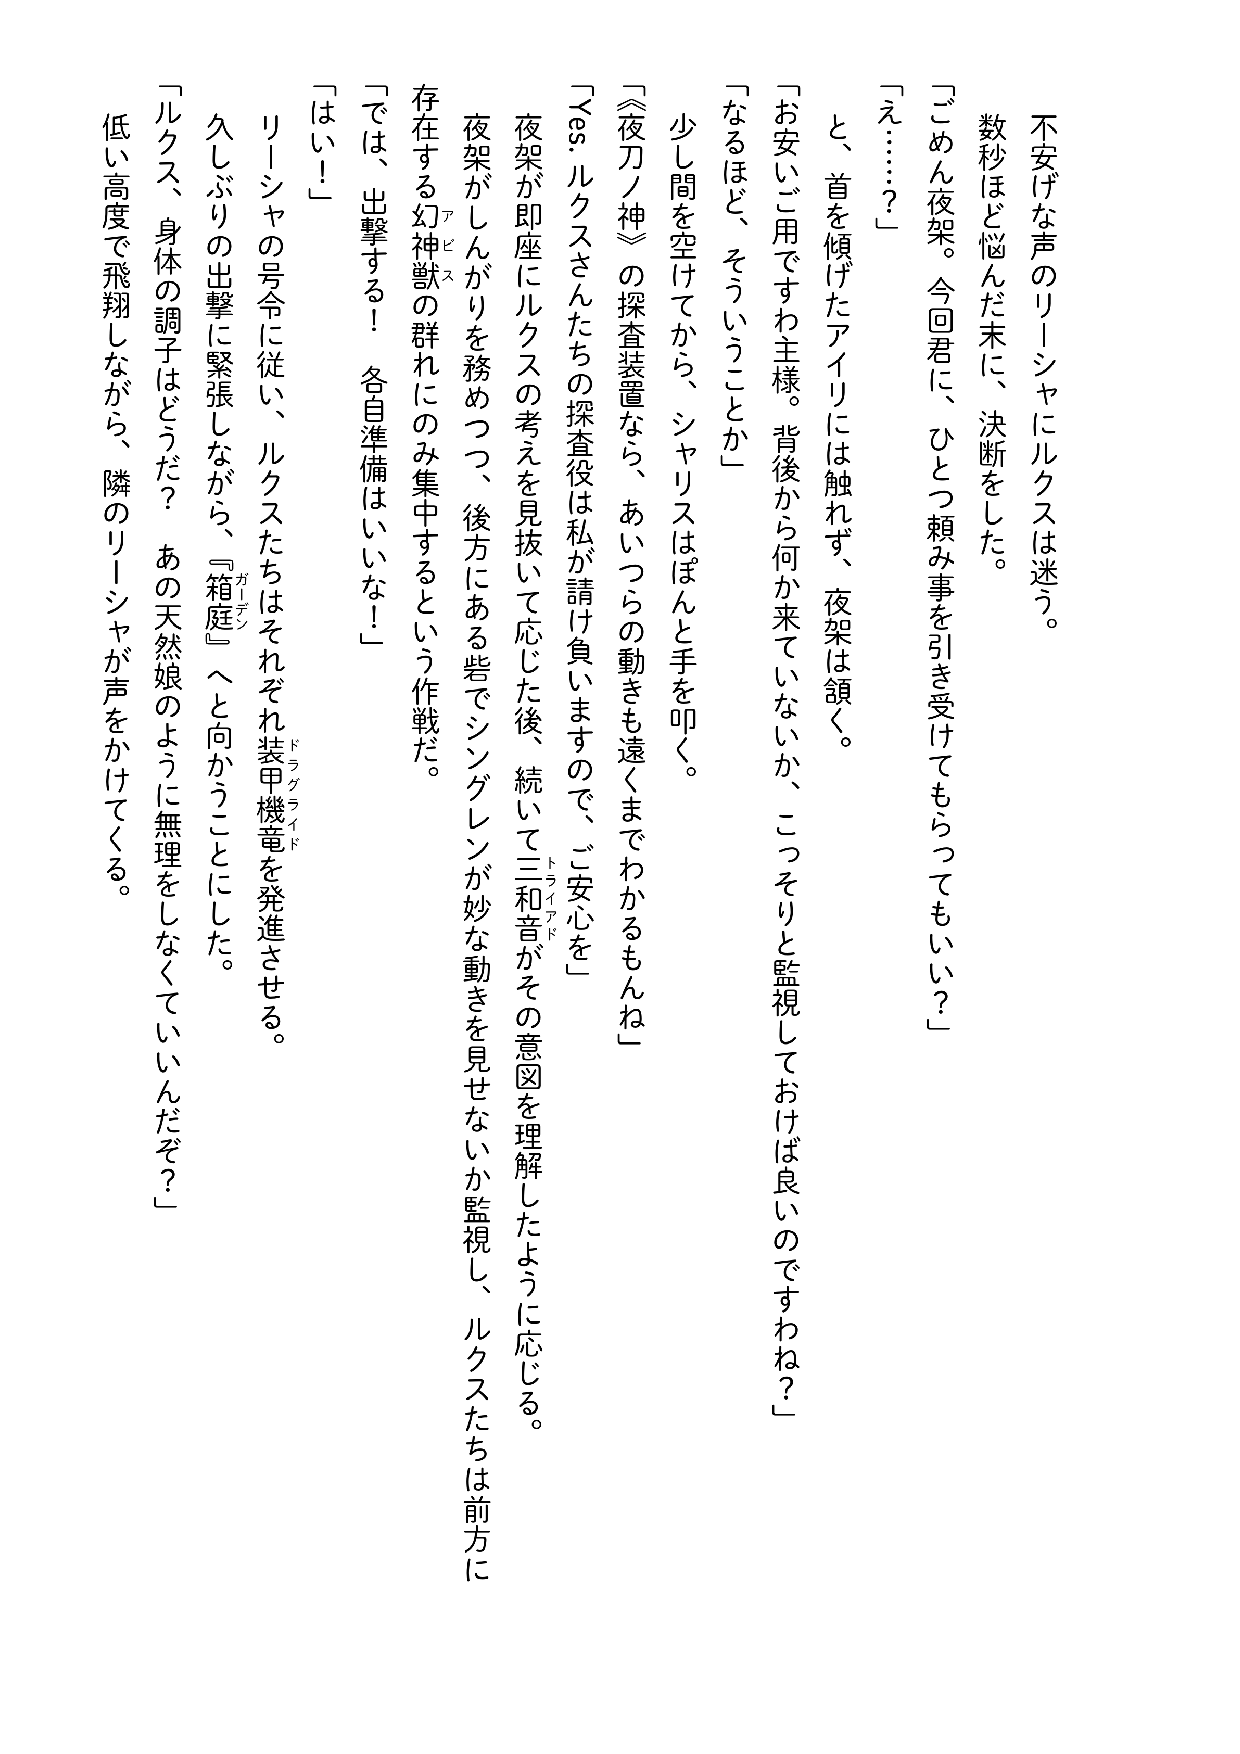 不安げな声のリーシャにルクスは迷う。
数秒ほど悩んだ末に、決断をした。
「ごめん夜架。今回君に、ひとつ頼み事を引き受けてもらってもいい？」
「え……？」
と、首を傾げたアイリには触れず、夜架は頷く。
「お安いご用ですわ主様。背後から何か来ていないか、こっそりと監視しておけば良いのですわね？」
「なるほど、そういうことか」
少し間を空けてから、シャリスはぽんと手を叩く。
「《夜刀ノ神》の探査装置なら、あいつらの動きも遠くまでわかるもんね」
「Yes. ルクスさんたちの探査役は私が請け負いますので、ご安心を」
夜架が即座にルクスの考えを見抜いて応じた後、続いて三和音がその意図を理解したように応じる。
トライアド
夜架がしんがりを務めつつ、後方にある砦でシングレンが妙な動きを見せないか監視し、ルクスたちは前方に
存在する幻神獣の群れにのみ集中するという作戦だ。
アビス
「では、出撃する！　各自準備はいいな！」
「はい！」
リーシャの号令に従い、ルクスたちはそれぞれ装甲機竜を発進させる。
ドラグライド
久しぶりの出撃に緊張しながら、『箱庭』へと向かうことにした。
ガーデン
「ルクス、身体の調子はどうだ？　あの天然娘のように無理をしなくていいんだぞ？」
低い高度で飛翔しながら、隣のリーシャが声をかけてくる。